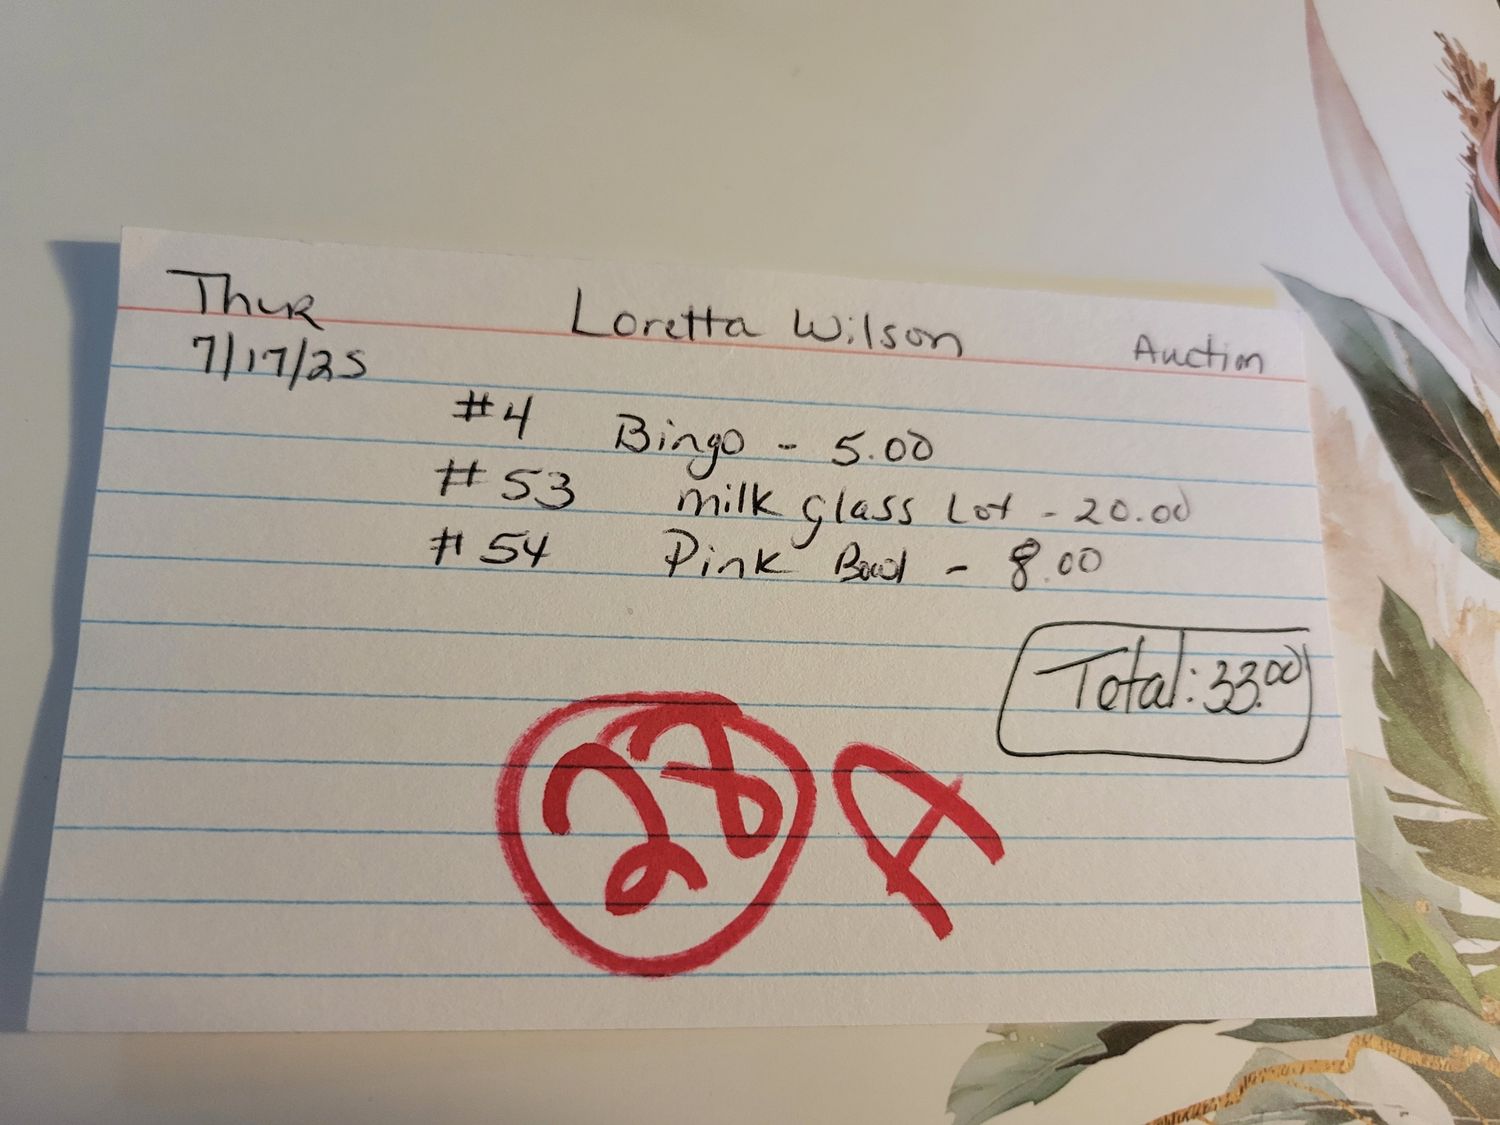 Thur Loretta Wilson Auction
7/17/25
#4 Bingo - 5.00
#53 milk glass Lot - 20.00
#54 Pink Bowl - 8.00
Total: 33.00
28 A